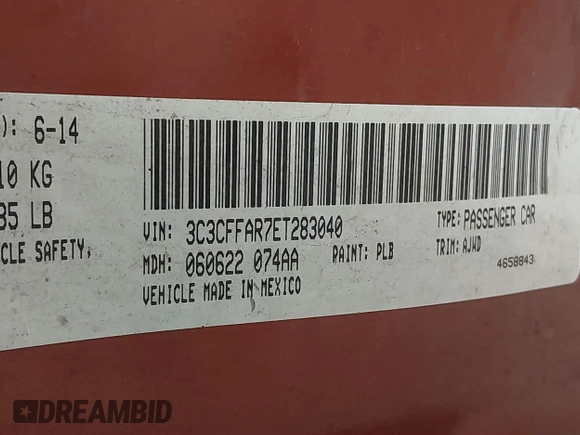 ): 6-14
10 KG
35 LB
CLE SAFETY,
VIN: 3C3CFFAR7ET283040
TYPE: PASSENGER CAR
MDH: 060622 074AA
PAINT: PLB
TRIM: AJWD
VEHICLE MADE IN MEXICO
4658843
DREAMBID